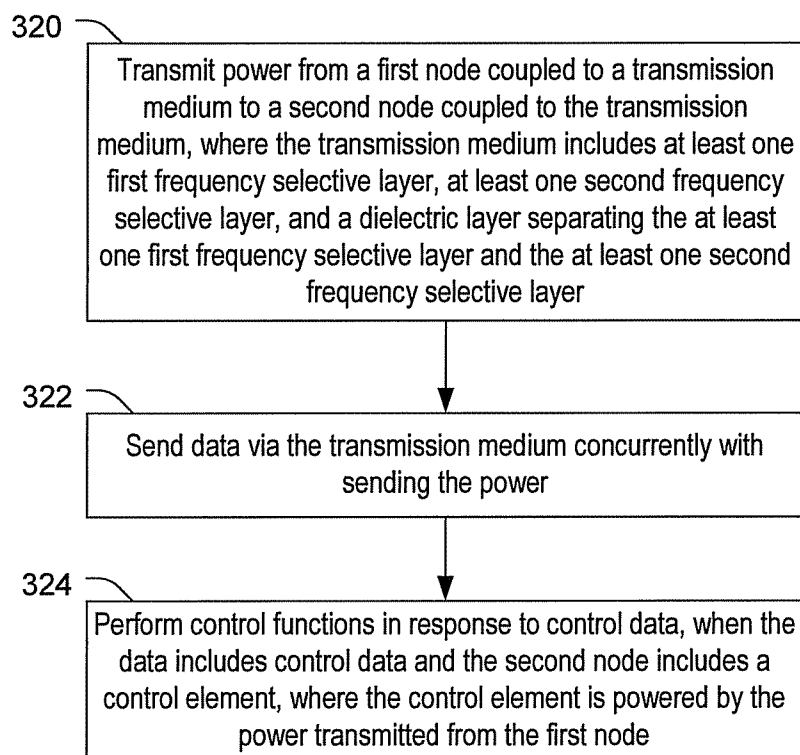 320
Transmit power from a first node coupled to a transmission
medium to a second node coupled to the transmission
medium, where the transmission medium includes at least one
first frequency selective layer, at least one second frequency
selective layer, and a dielectric layer separating the at least
one first frequency selective layer and the at least one second
frequency selective layer
322
Send data via the transmission medium concurrently with
sending the power
324
Perform control functions in response to control data, when the
data includes control data and the second node includes a
control element, where the control element is powered by the
power transmitted from the first node